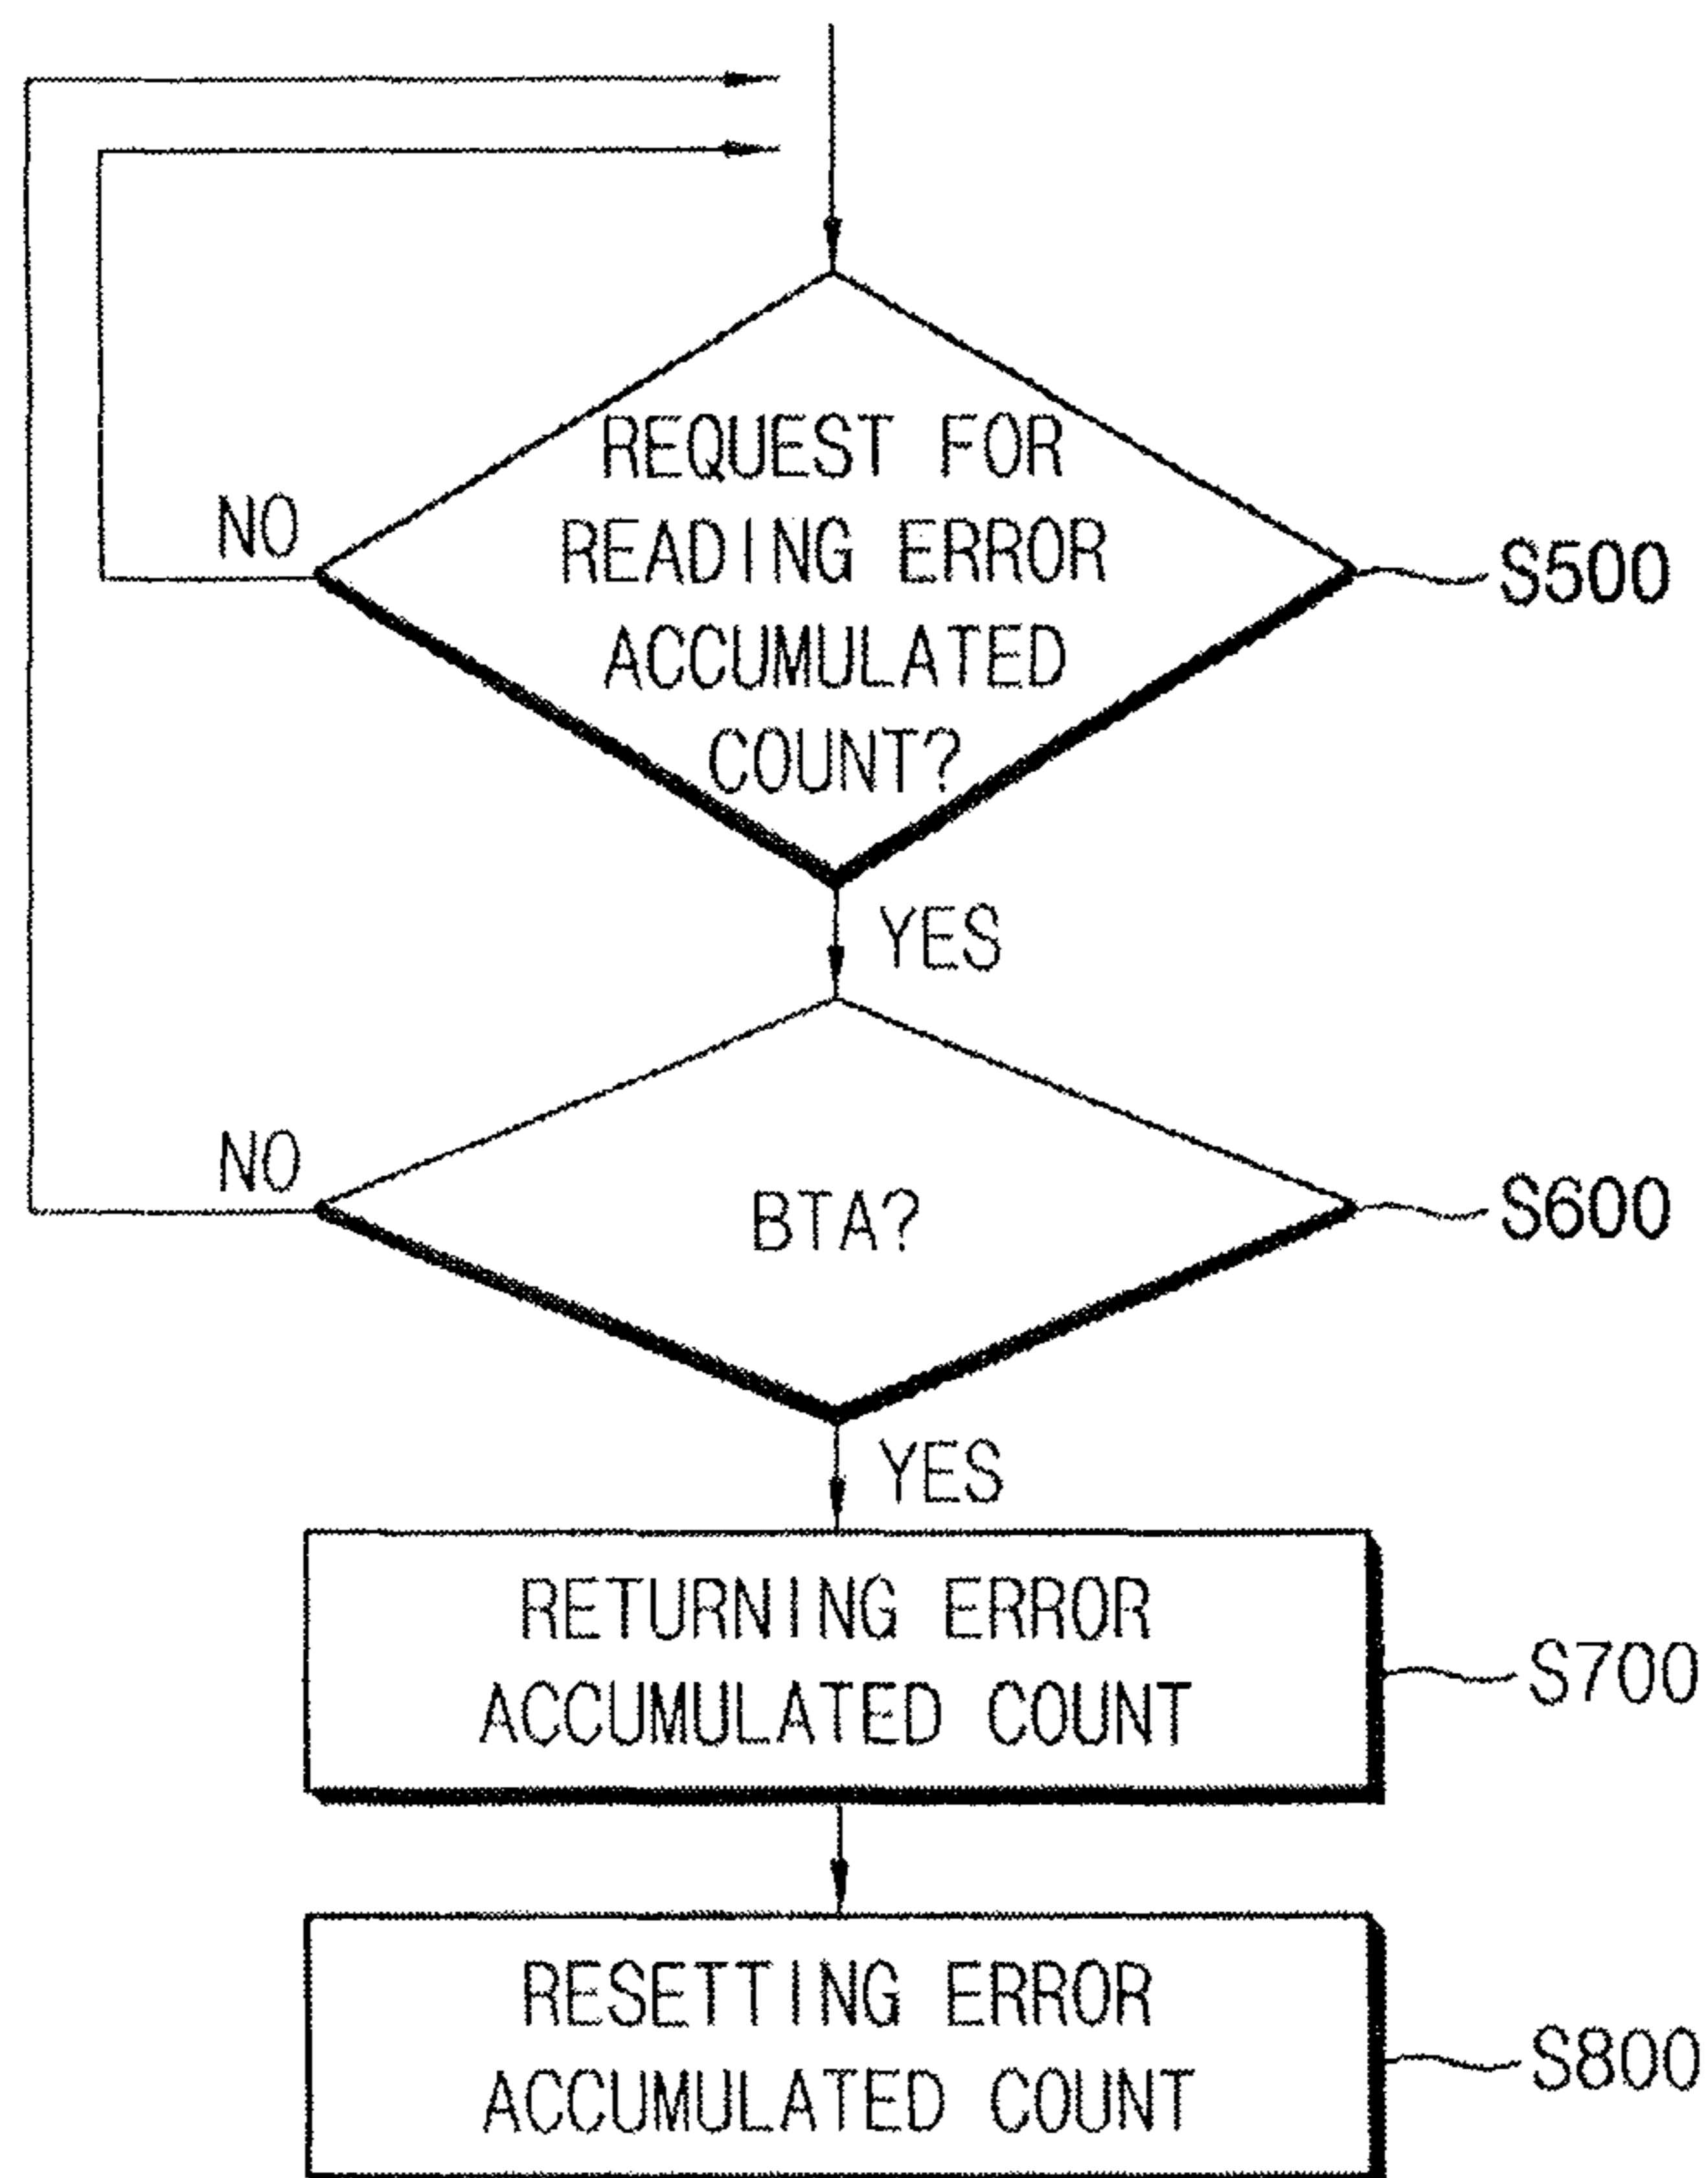 REQUEST FOR
READING ERROR
ACCUMULATED
COUNT?
NO
S500
YES
BTA?
NO
S600
YES
RETURNING ERROR
ACCUMULATED COUNT
S700
RESETTING ERROR
ACCUMULATED COUNT
S800